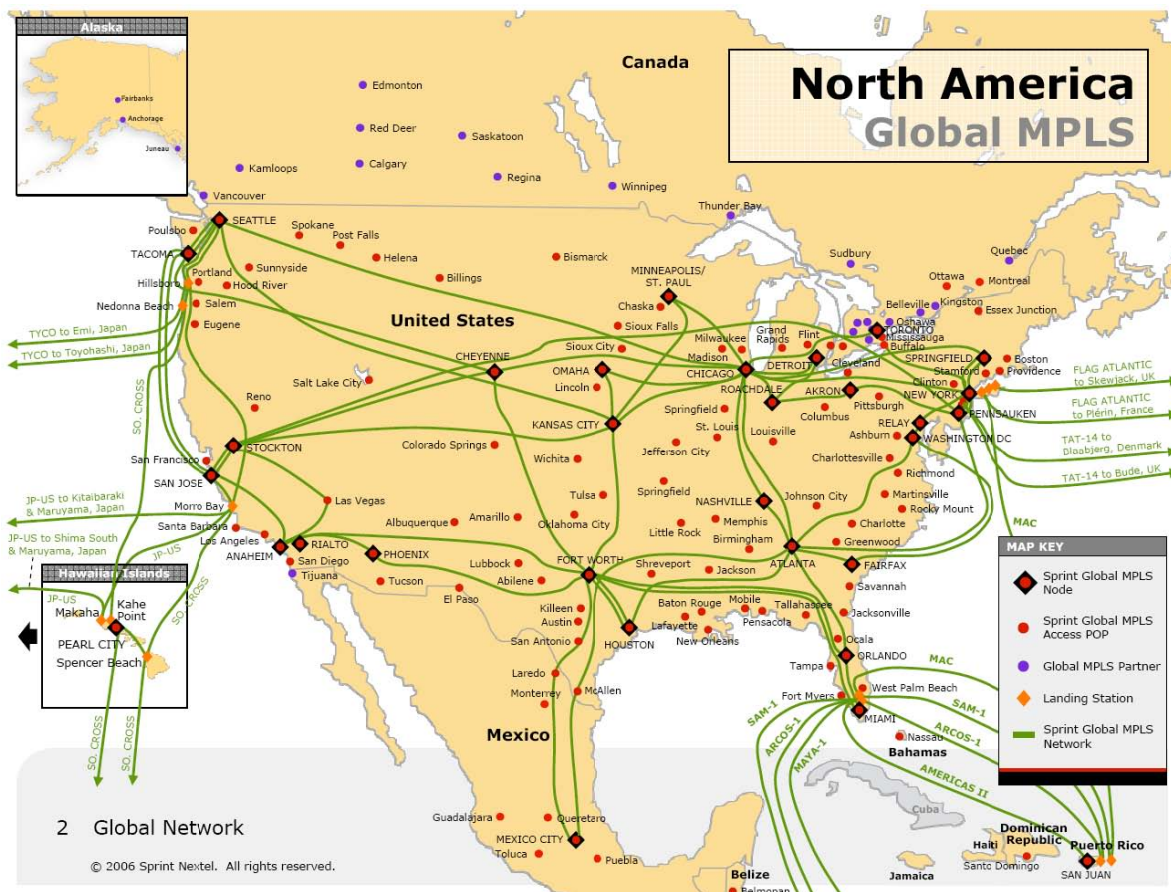 Alaska
Fairbanks
Anchorage
Juneau
Canada
North America
Global MPLS
Edmonton
Red Deer
Saskatoon
Calgary
Kamloops
Regina
Winnipeg
Vancouver
Thunder Bay
SEATTLE
Poulsbo
Spokane
Post Falls
Sudbury
Quebec
TACOMA
Helena
Bismarck
MINNEAPOLIS/
ST. PAUL
Ottawa
Montreal
Sunnyside
Portland
Hillsboro
Hood River
Billings
Belleville
Kingston
Nedonna Beach
Salem
Chaska
Oshawa
Essex Junction
TYCO to Emi, Japan
Eugene
United States
Sioux Falls
Grand
Rapids
Flint
TORONTO
Mississauga
Milwaukee
Buffalo
TYCO to Toyohashi, Japan
Sioux City
Madison
SPRINGFIELD
Boston
CHEYENNE
OMAHA
CHICAGO
DETROIT
Cleveland
Stamford
Providence
FLAG ATLANTIC
to Skewjack, UK
Salt Lake City
Lincoln
ROACHDALE
AKRON
Clinton
NEW YORK
SO. CROSS
Reno
Springfield
Columbus
Pittsburgh
PENNSAUKEN
FLAG ATLANTIC
to Plérin, France
KANSAS CITY
St. Louis
Louisville
RELAY
STOCKTON
Colorado Springs
Jefferson City
Ashburn
WASHINGTON DC
TAT-14 to
Bloabjerg, Denmark
San Francisco
Wichita
Charlottesville
SAN JOSE
Richmond
TAT-14 to Bude, UK
JP-US to Kitaibaraki
& Maruyama, Japan
Morro Bay
Las Vegas
Tulsa
Springfield
NASHVILLE
Johnson City
Martinsville
Rocky Mount
Santa Barbara
Albuquerque
Amarillo
Oklahoma City
Little Rock
Memphis
Charlotte
MAC
JP-US to Shima South
& Maruyama, Japan
Los Angeles
Birmingham
Greenwood
ANAHEIM
RIALTO
PHOENIX
FORT WORTH
ATLANTA
FAIRFAX
MAP KEY
JP-US
San Diego
Lubbock
Shreveport
Jackson
Sprint Global MPLS
Node
Hawaiian Islands
Tijuana
Tucson
Abilene
Savannah
JP-US
El Paso
SO. CROSS
Makaha
Kahe
Point
Killeen
Baton Rouge
Mobile
Tallahassee
Jacksonville
Sprint Global MPLS
Access POP
Austin
Lafayette
Pensacola
PEARL CITY
San Antonio
HOUSTON
New Orleans
Ocala
Spencer Beach
ORLANDO
Global MPLS Partner
Laredo
Tampa
MAC
Monterrey
McAllen
Fort Myers
West Palm Beach
Landing Station
SAM-1
MIAMI
SAM-1
SO. CROSS
SO. CROSS
Mexico
ARCOS-1
Nassau
Bahamas
ARCOS-1
Sprint Global MPLS
Network
MAYA-1
AMERICAS II
Cuba
2 Global Network
Guadalajara
Queretaro
MEXICO CITY
Dominican
Republic
Haiti
Puerto Rico
© 2006 Sprint Nextel. All rights reserved.
Toluca
Puebla
Santo Domingo
SAN JUAN
Belize
Jamaica
Belmopan